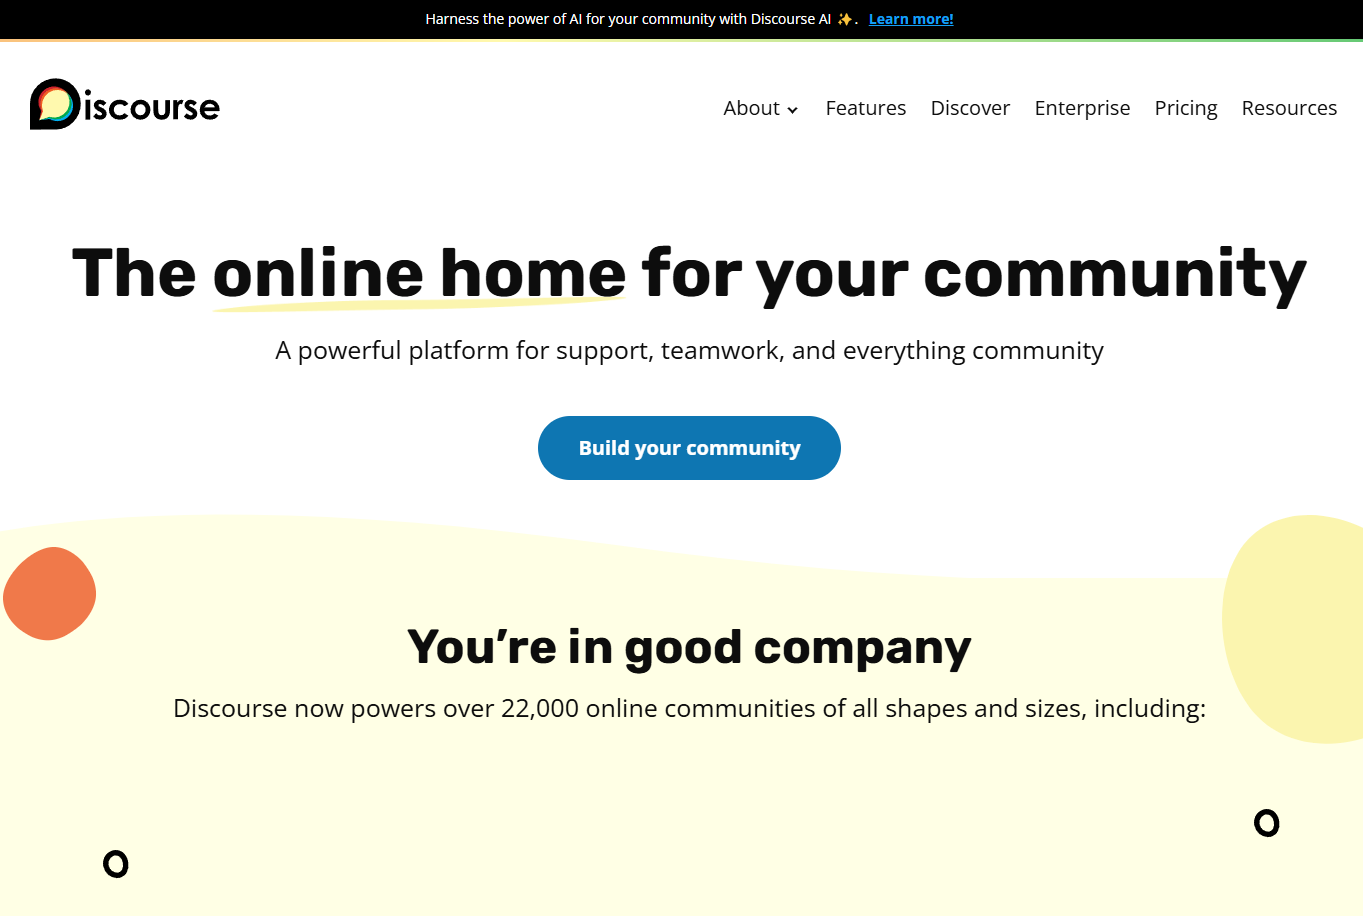 Harness the power of AI for your community with Discourse AI ✨. Learn more!
Discourse
About Features Discover Enterprise Pricing Resources
The online home for your community
A powerful platform for support, teamwork, and everything community
Build your community
You’re in good company
Discourse now powers over 22,000 online communities of all shapes and sizes, including: